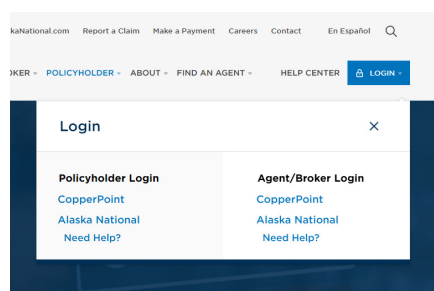 kaNational.com Report a Claim Make a Payment Careers Contact En Español
OKER POLICYHOLDER ABOUT FIND AN AGENT HELP CENTER LOGIN
Login
Policyholder Login Agent/Broker Login
CopperPoint CopperPoint
Alaska National Alaska National
Need Help? Need Help?